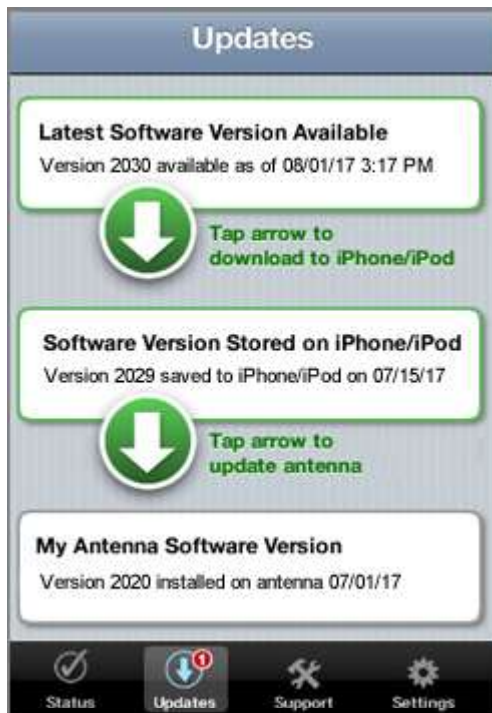 Updates
Latest Software Version Available
Version 2030 available as of 08/01/17 3:17 PM
Tap arrow to
download to iPhone/iPod
Software Version Stored on iPhone/iPod
Version 2029 saved to iPhone/iPod on 07/15/17
Tap arrow to
update antenna
My Antenna Software Version
Version 2020 installed on antenna 07/01/17
1
Status Updates Support Settings